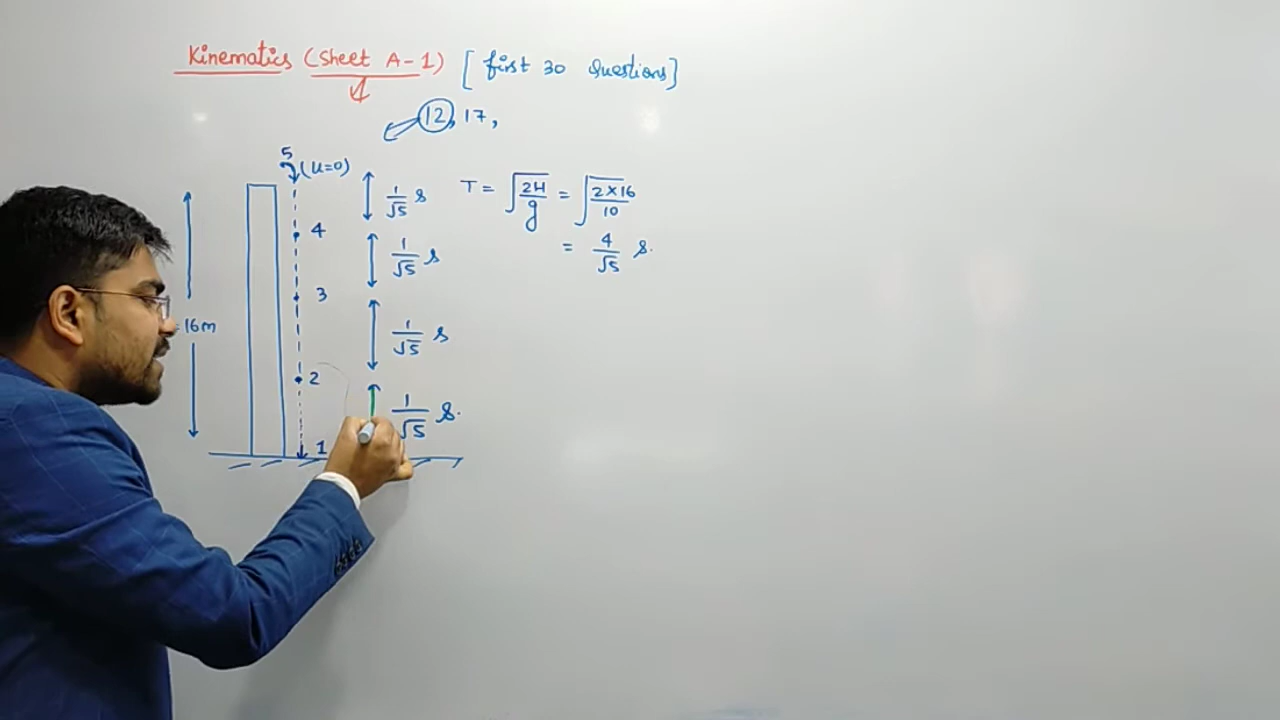 Kinematics (Sheet A-1) [first 30 Questions]
12, 17,
5 (u=0)
4
3
2
1
16m
1/√5 s
1/√5 s
1/√5 s
1/√5 s.
T = √(2H/g) = √(2×16/10)
= 4/√5 s.